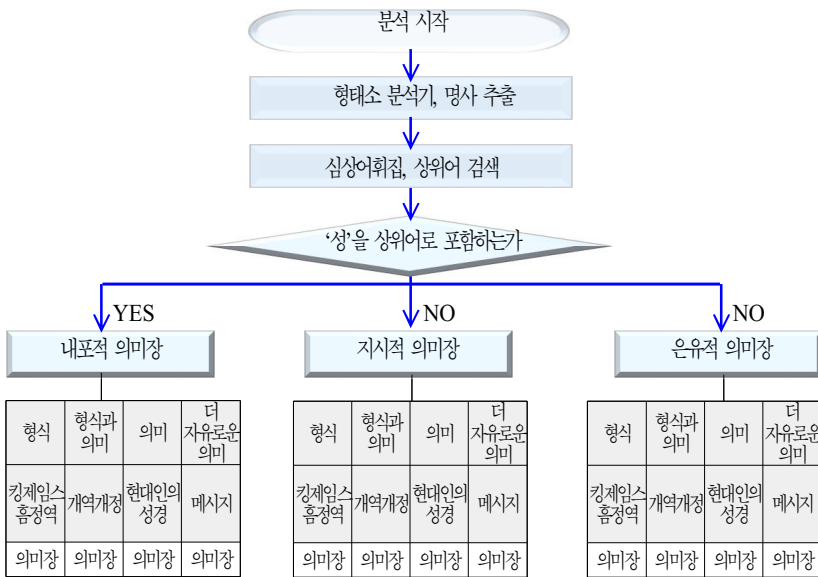 분석 시작
형태소 분석기, 명사 추출
심상어휘집, 상위어 검색
‘성’을 상위어로 포함하는가
YES
NO
NO
내포적 의미장
지시적 의미장
은유적 의미장
형식
형식과
의미
의미
더
자유로운
의미
킹제임스
흠정역
개역개정
현대인의
성경
메시지
의미장
의미장
의미장
의미장
형식
형식과
의미
의미
더
자유로운
의미
킹제임스
흠정역
개역개정
현대인의
성경
메시지
의미장
의미장
의미장
의미장
형식
형식과
의미
의미
더
자유로운
의미
킹제임스
흠정역
개역개정
현대인의
성경
메시지
의미장
의미장
의미장
의미장